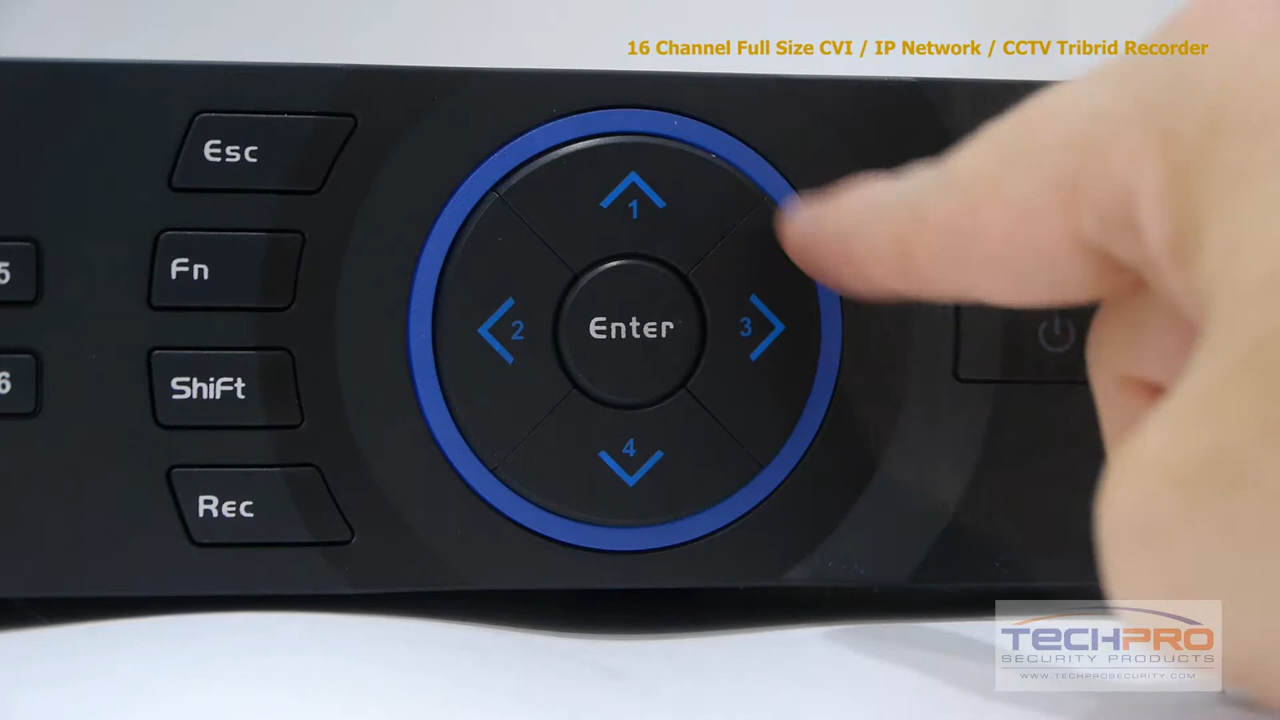 16 Channel Full Size CVI / IP Network / CCTV Tribrid Recorder
Esc
1
5
Fn
2
Enter
3
6
ShiFt
4
Rec
TECHPRO
SECURITY PRODUCTS
WWW.TECHPROSECURITY.COM